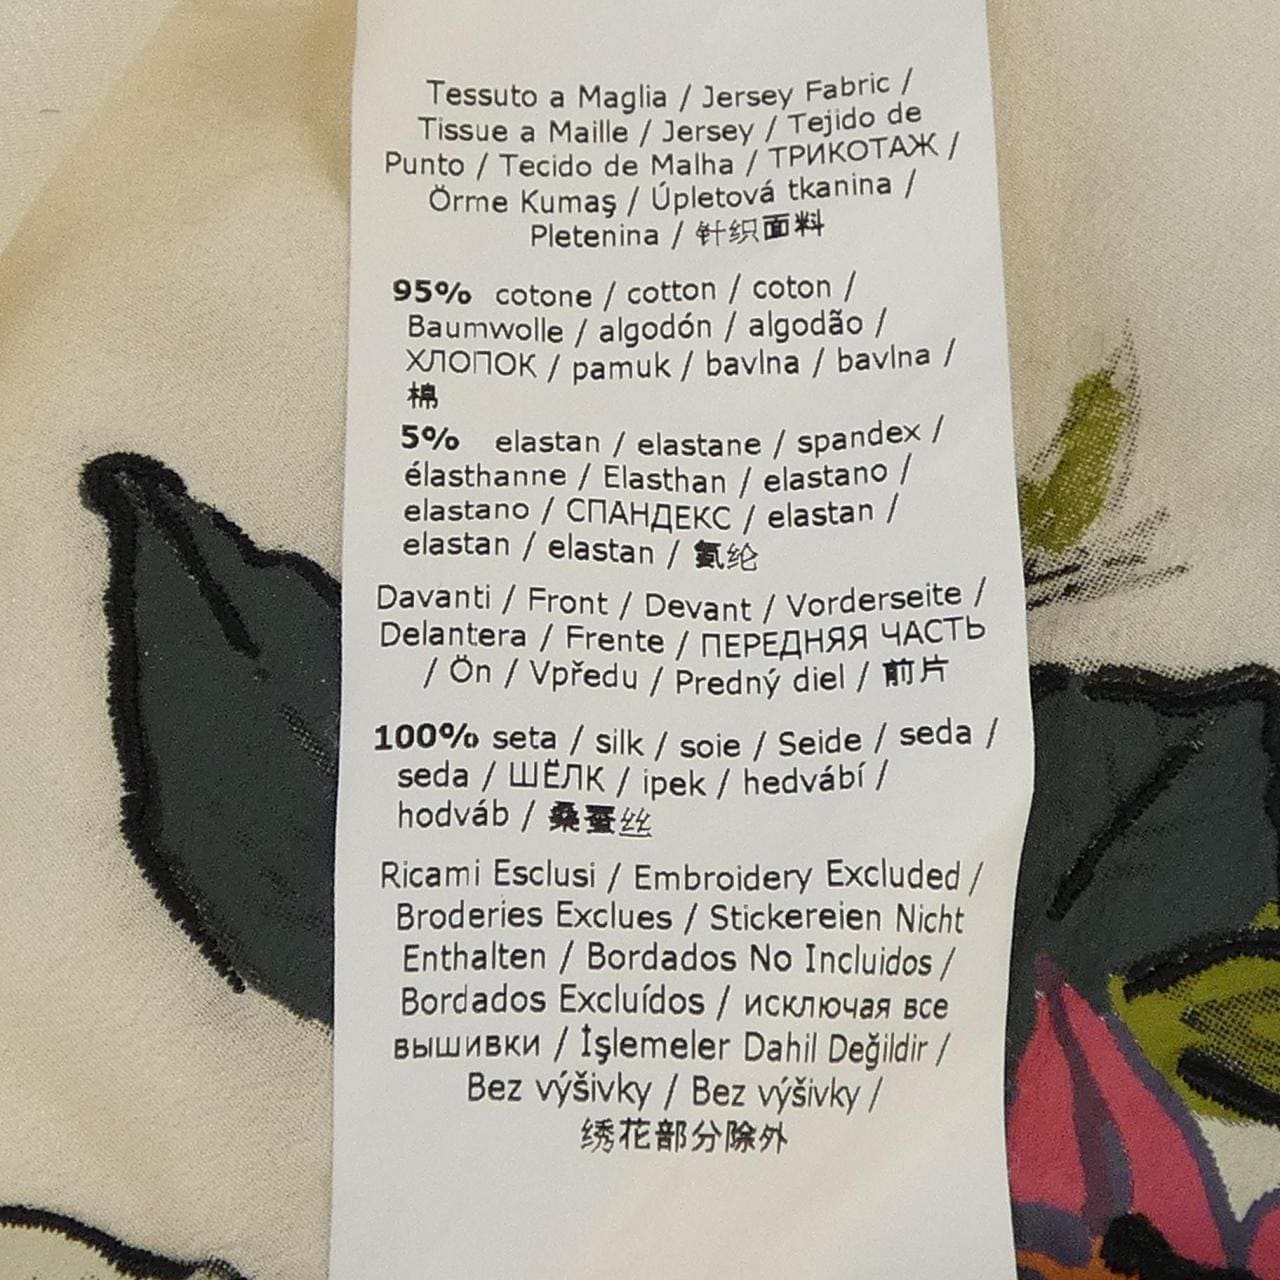 Tessuto a Maglia / Jersey Fabric /
Tissue a Maille / Jersey / Tejido de
Punto / Tecido de Malha / ТРИКОТАЖ /
Örme Kumaş / Úpletová tkanina /
Pletenina / 针织面料
95% cotone / cotton / coton /
Baumwolle / algodón / algodão /
ХЛОПОК / pamuk / bavlna / bavlna /
棉
5% elastan / elastane / spandex /
élasthanne / Elasthan / elastano /
elastano / СПАНДЕКС / elastan /
elastan / elastan / 氨纶
Davanti / Front / Devant / Vorderseite /
Delantera / Frente / ПЕРЕДНЯЯ ЧАСТЬ
/ Ön / Vpředu / Predný diel / 前片
100% seta / silk / soie / Seide / seda /
seda / ШЁЛК / ipek / hedvábí /
hodváb / 桑蚕丝
Ricami Esclusi / Embroidery Excluded /
Broderies Exclues / Stickereien Nicht
Enthalten / Bordados No Incluidos /
Bordados Excluídos / исключая все
вышивки / İşlemeler Dahil Değildir /
Bez výšivky / Bez výšivky /
绣花部分除外